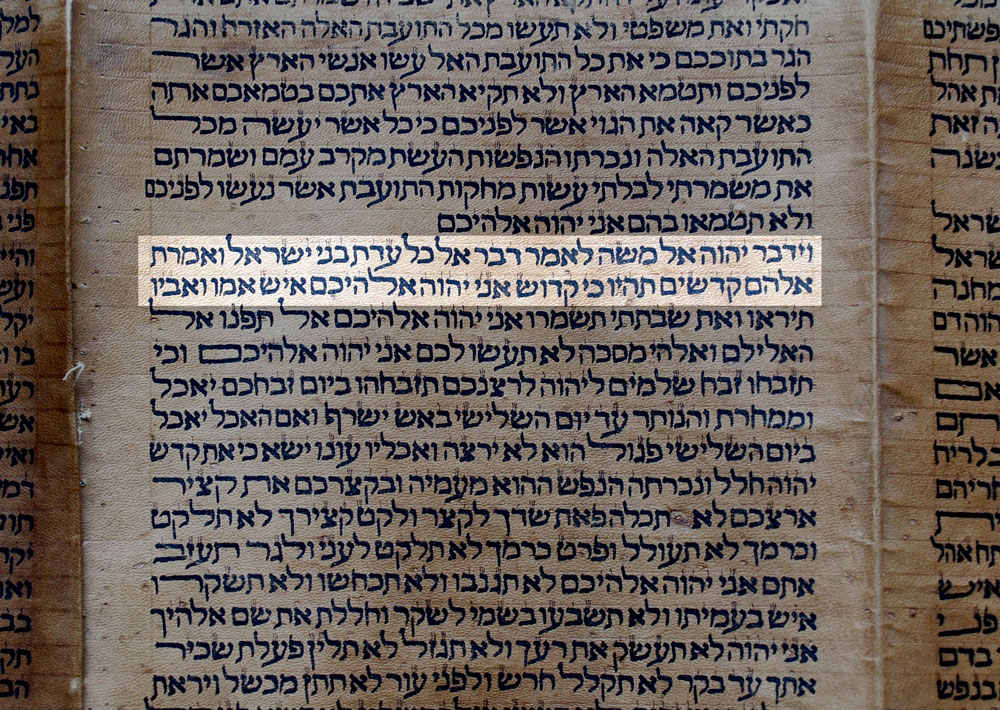 חקתי ואת משפטי ולא תעשו מכל התועבת האלה האזרח והגר
הגר בתוככם כי את כל התועבת האל עשו אנשי הארץ אשר
לפניכם ותטמא הארץ ולא תקיא הארץ אתכם בטמאכם אתה
כאשר קאה את הגוי אשר לפניכם כי כל אשר יעשה מכל
התועבת האלה ונכרתו הנפשות העשת מקרב עמם ושמרתם
את משמרתי לבלתי עשות מחקות התועבת אשר נעשו לפניכם
ולא תטמאו בהם אני יהוה אלהיכם
וידבר יהוה אל משה לאמר דבר אל כל עדת בני ישראל ואמרת
אלהם קדשים תהיו כי קדוש אני יהוה אלהיכם איש אמו ואביו
תיראו ואת שבתתי תשמרו אני יהוה אלהיכם אל תפנו אל
האלילם ואלהי מסכה לא תעשו לכם אני יהוה אלהיכם וכי
תזבחו זבח שלמים ליהוה לרצנכם תזבחהו ביום זבחכם יאכל
וממחרת והנותר עד יום השלישי באש ישרף ואם האכל יאכל
ביום השלישי פגול הוא לא ירצה ואכליו עונו ישא כי את קדש
יהוה חלל ונכרתה הנפש ההוא מעמיה ובקצרכם את קציר
ארצכם לא תכלה פאת שדך לקצר ולקט קצירך לא תלקט
וכרמך לא תעולל ופרט כרמך לא תלקט לעני ולגר תעזב
אתם אני יהוה אלהיכם לא תגנבו ולא תכחשו ולא תשקרו
איש בעמיתו ולא תשבעו בשמי לשקר וחללת את שם אלהיך
אני יהוה לא תעשק את רעך ולא תגזל לא תלין פעלת שכיר
אתך עד בקר לא תקלל חרש ולפני עור לא תתן מכשל ויראת